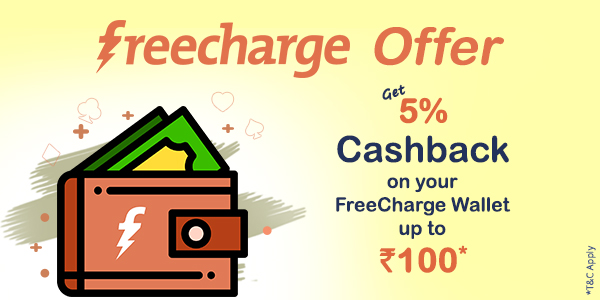 freecharge Offer
Get
5%
Cashback
on your
FreeCharge Wallet
up to
₹100*
*T&C Apply